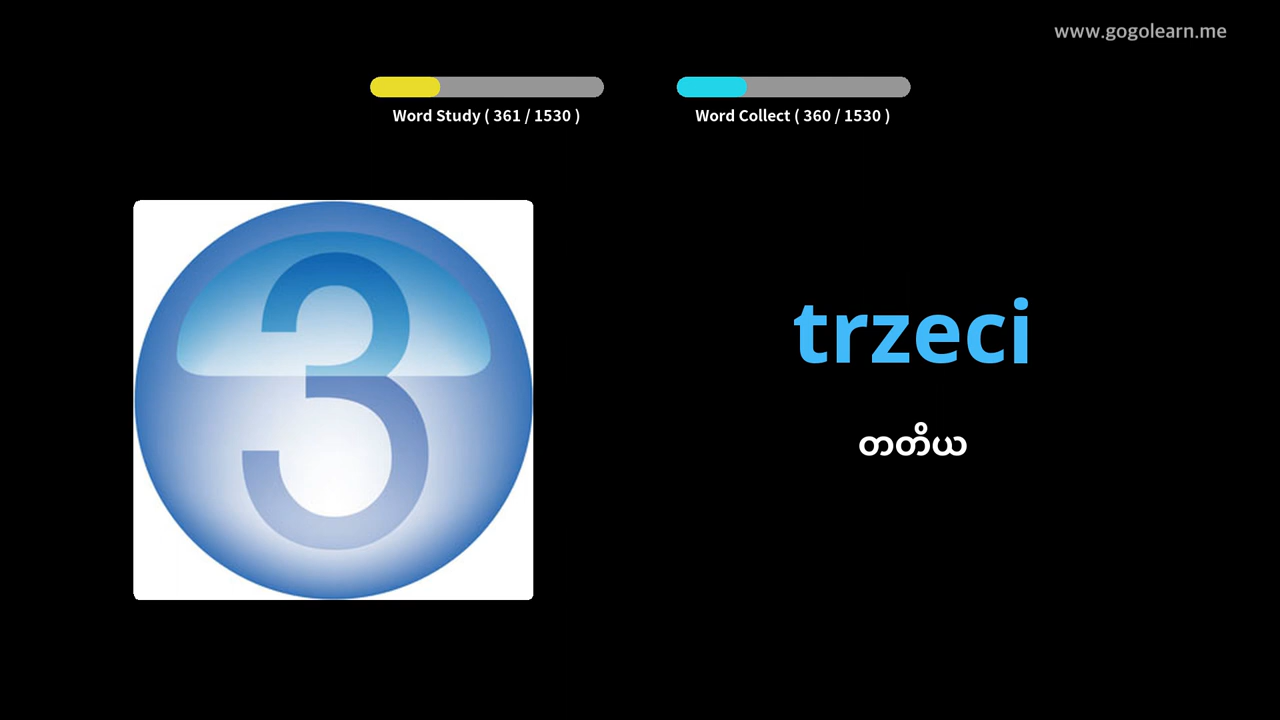 www.gogolearn.me
Word Study ( 361 / 1530 )
Word Collect ( 360 / 1530 )
3
trzeci
တတိယ